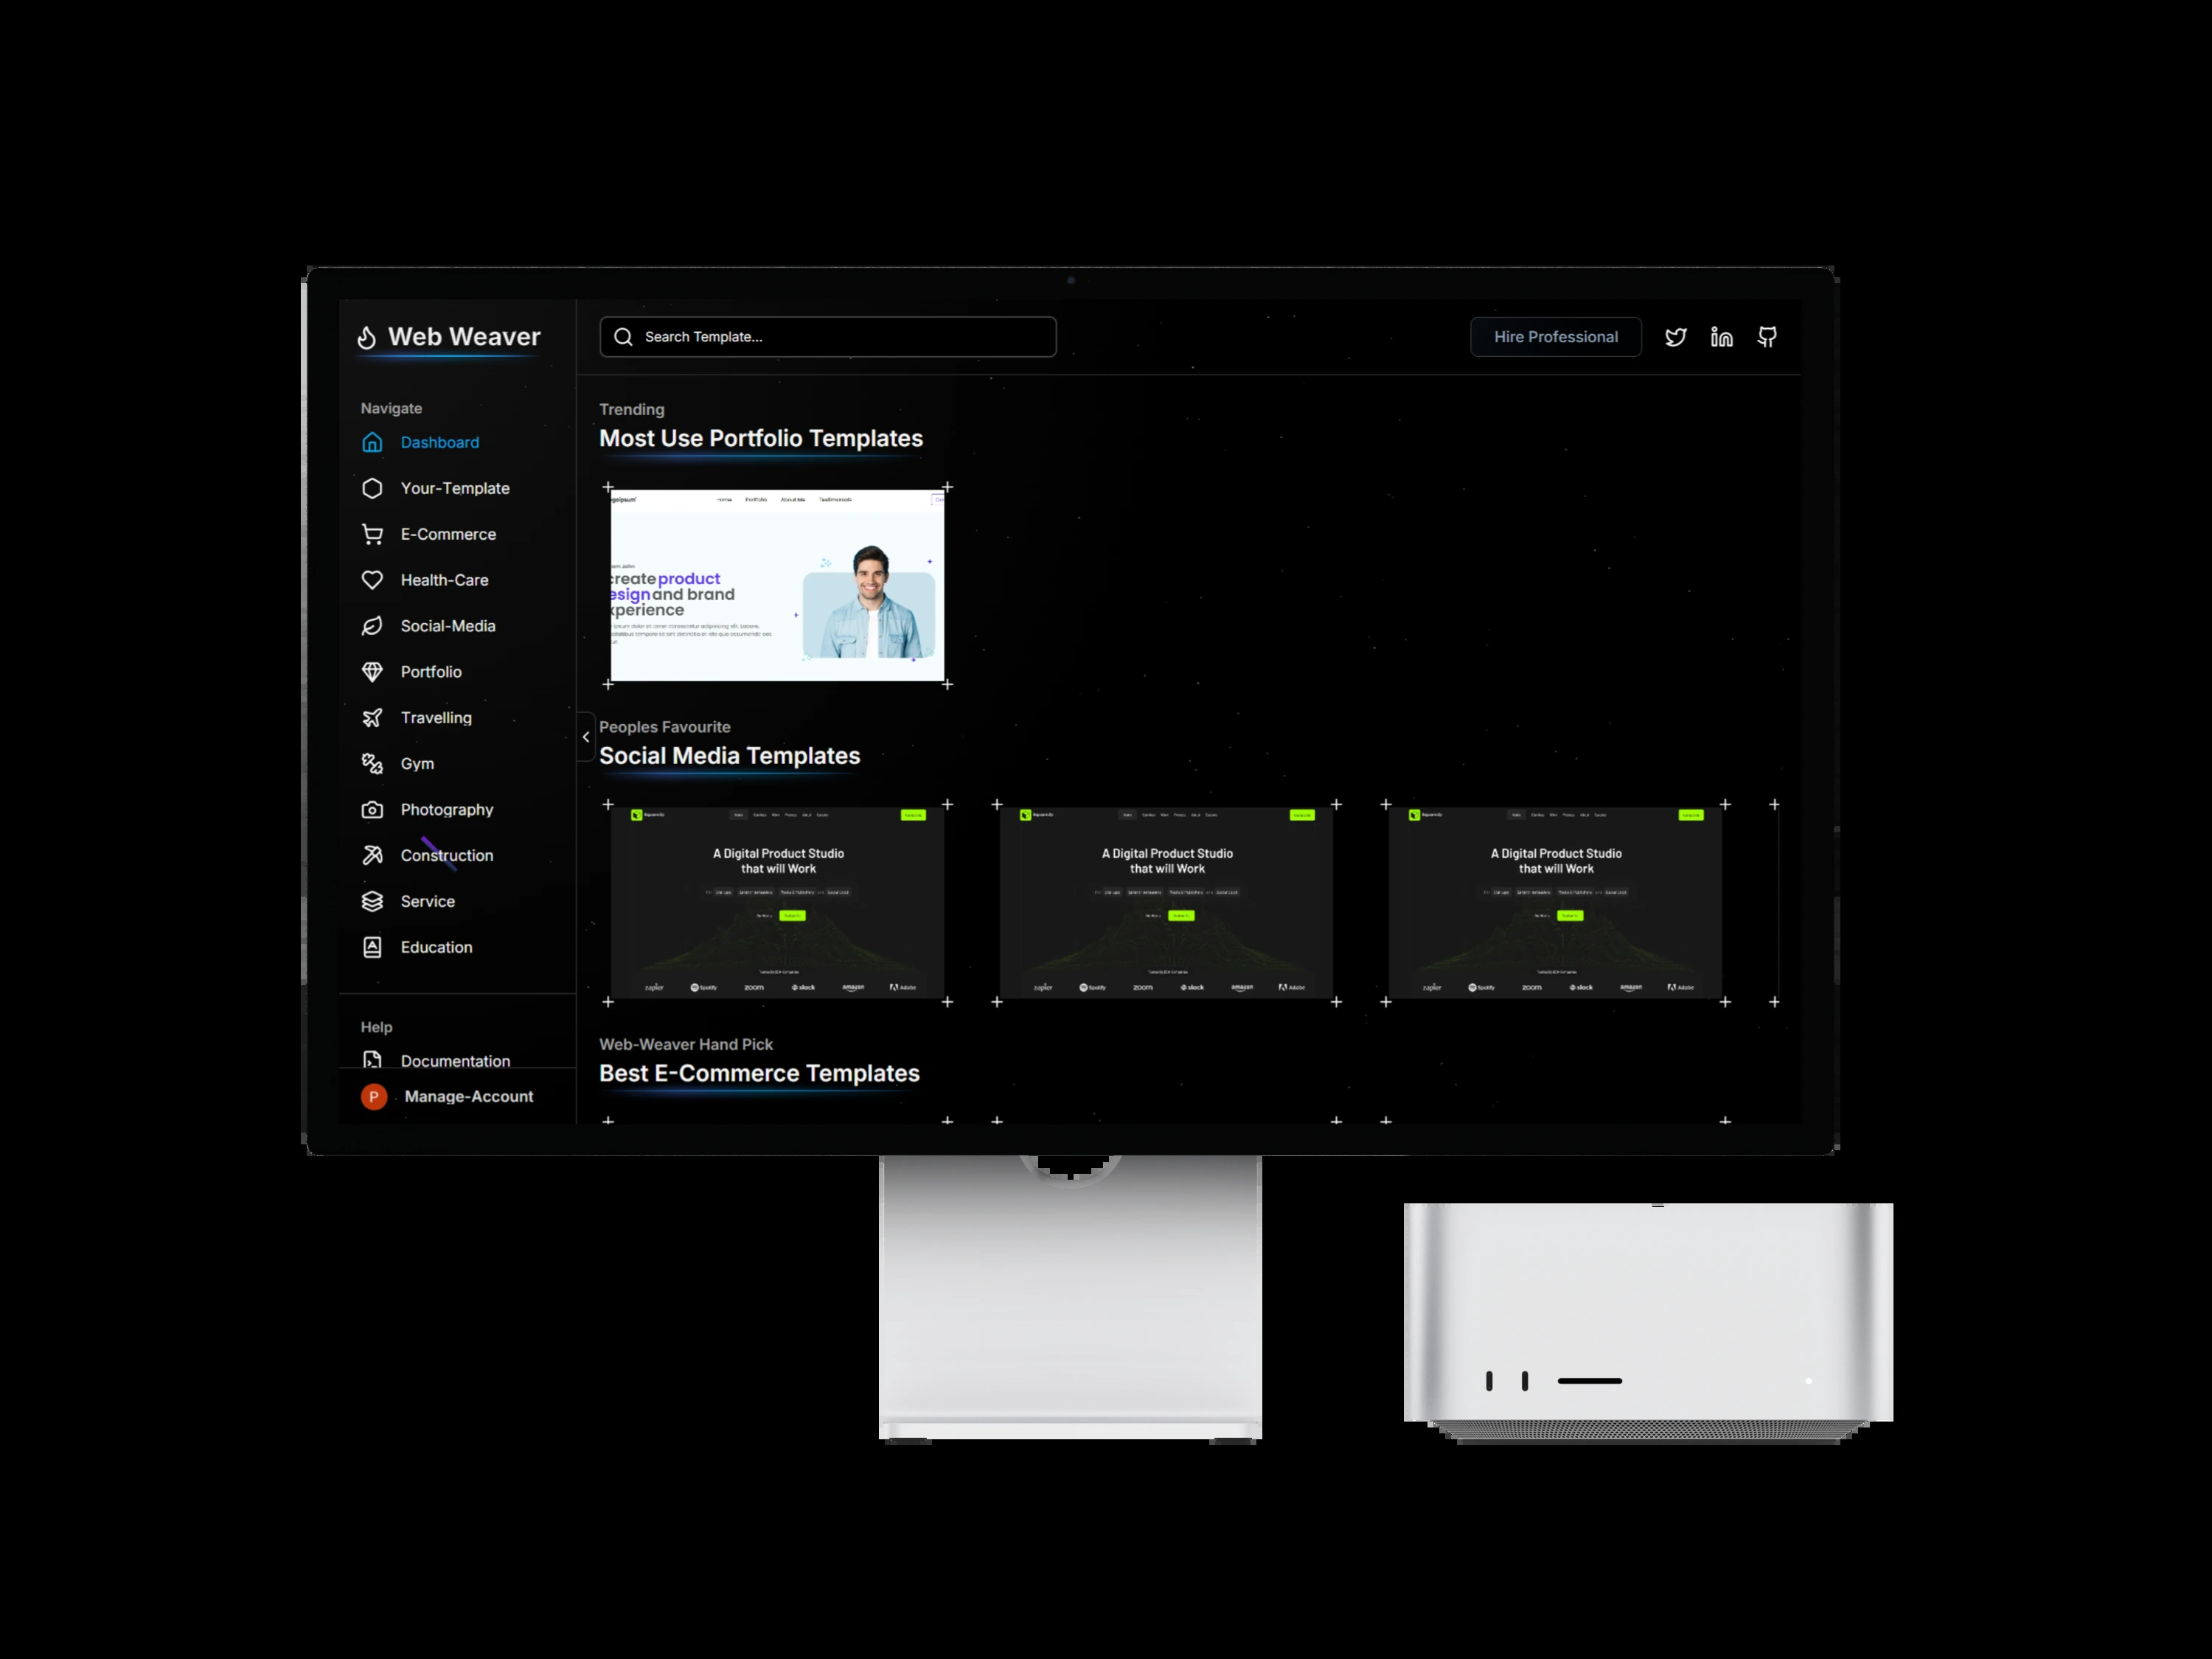 Web Weaver
Search Template...
Hire Professional
Navigate
Dashboard
Your-Template
E-Commerce
Health-Care
Social-Media
Portfolio
Travelling
Gym
Photography
Construction
Service
Education
Help
Documentation
P
Manage-Account
Trending
Most Use Portfolio Templates
Home Portfolio About Me Testimonials
create product
esign and brand
xperience
Peoples Favourite
Social Media Templates
A Digital Product Studio
that will Work
zapier Spotify zoom slack amazon Adobe
A Digital Product Studio
that will Work
zapier Spotify zoom slack amazon Adobe
A Digital Product Studio
that will Work
zapier Spotify zoom slack amazon Adobe
Web-Weaver Hand Pick
Best E-Commerce Templates